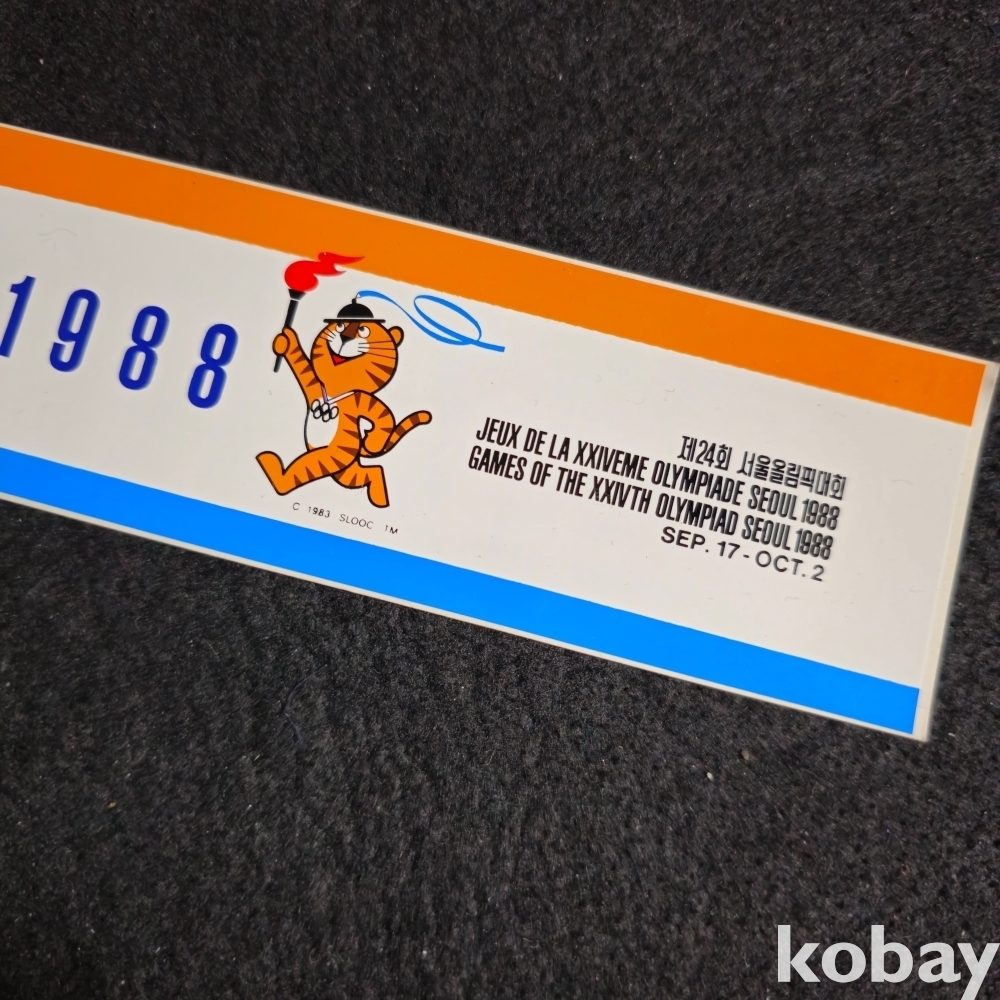 1988
제24회 서울올림픽대회
JEUX DE LA XXIVEME OLYMPIADE SEOUL 1988
GAMES OF THE XXIVTH OLYMPIAD SEOUL 1988
SEP. 17 - OCT. 2
C 1983 SLOOC TM
kobay